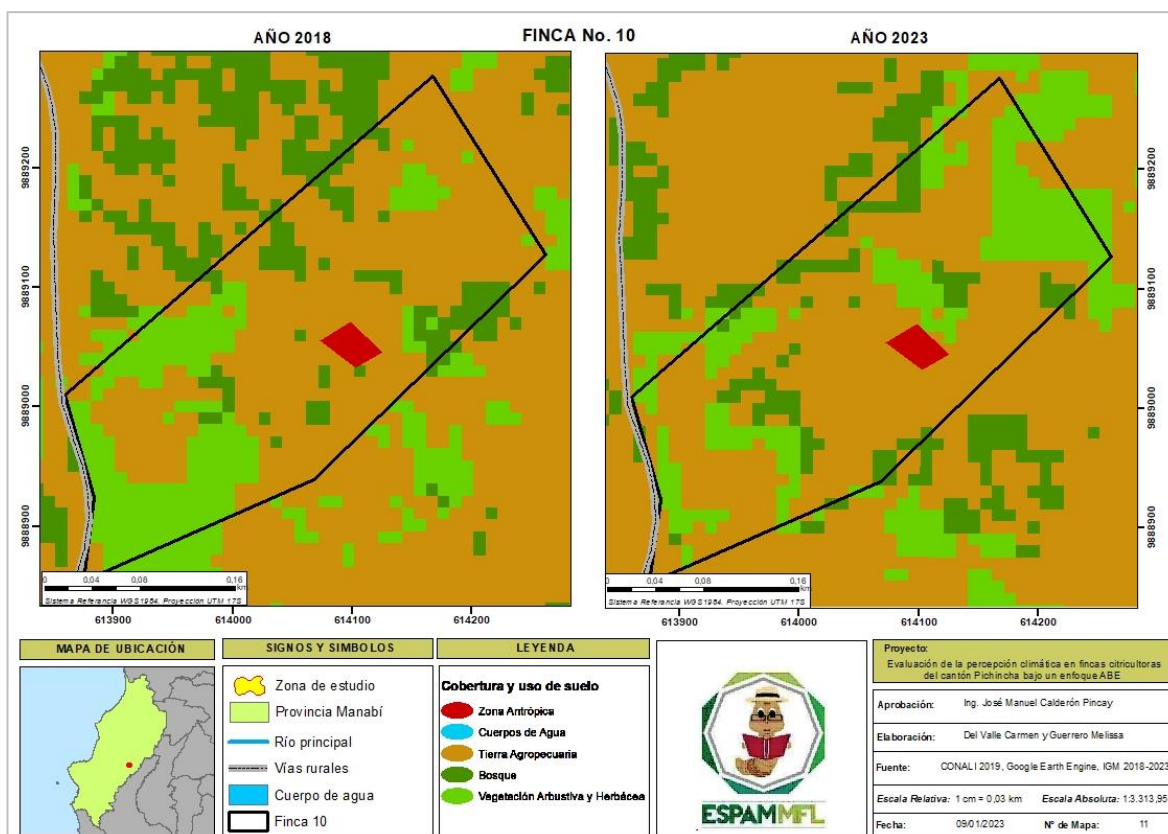 FINCA No. 10
AÑO 2018
AÑO 2023
9889200
9889100
9889000
9888900
9889200
9889100
9889000
9888900
0 0,04 0,08 0,16
km
Sistema Referancia WGS1984. Proyección UTM 17S
0 0,04 0,08 0,16
km
Sistema Referancia WGS1984. Proyección UTM 17S
613900 614000 614100 614200
613900 614000 614100 614200
MAPA DE UBICACIÓN
SIGNOS Y SIMBOLOS
Zona de estudio
Provincia Manabí
Río principal
Vías rurales
Cuerpo de agua
Finca 10
LEYENDA
Cobertura y uso de suelo
Zona Antrópica
Cuerpos de Agua
Tierra Agropecuaria
Bosque
Vegetación Arbustiva y Herbácea
ESPAMMFL
Proyecto:
Evaluación de la percepción climática en fincas citricultoras
del cantón Pichincha bajo un enfoque ABE
Aprobación: Ing. José Manuel Calderón Pincay
Elaboración: Del Valle Carmen y Guerrero Melissa
Fuente: CONALI 2019, Google Earth Engine, IGM 2018-2023
Escala Relativa: 1 cm = 0,03 km Escala Absoluta: 1:3.313,95
Fecha: 09/01/2023 Nº de Mapa: 11